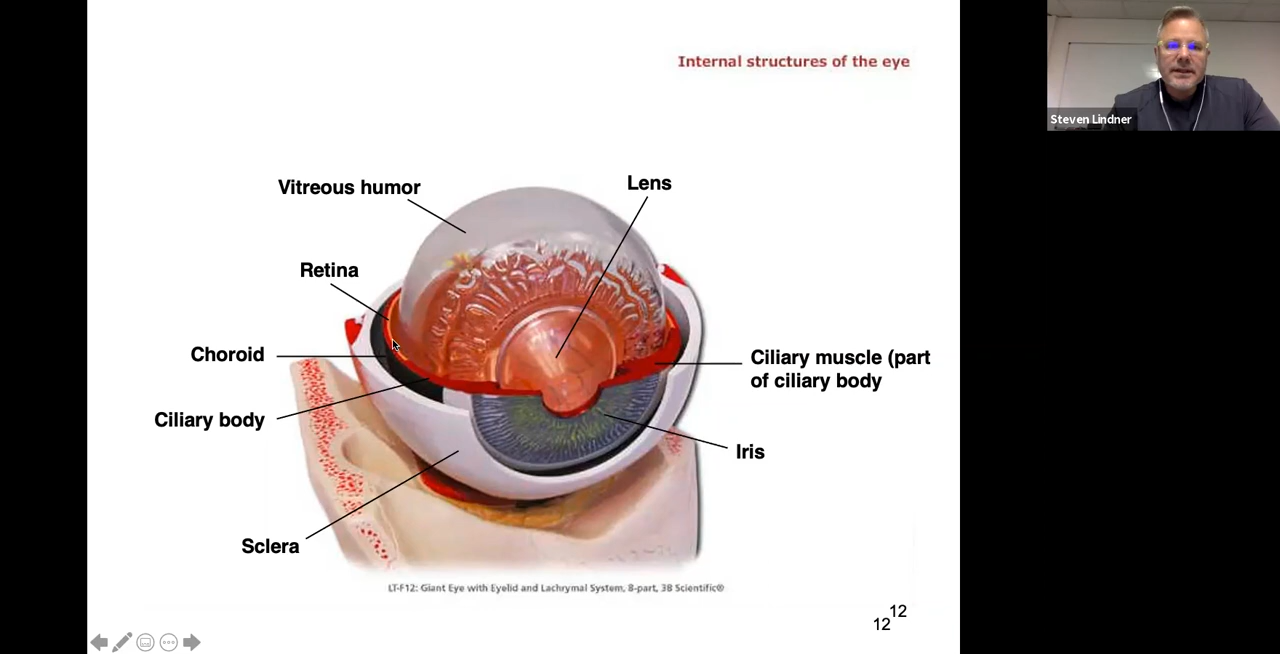 Internal structures of the eye
Steven Lindner
Vitreous humor
Lens
Retina
Choroid
Ciliary muscle (part
of ciliary body
Ciliary body
Iris
Sclera
LT-F12: Giant Eye with Eyelid and Lachrymal System, 8-part, 3B Scientific®
12
12